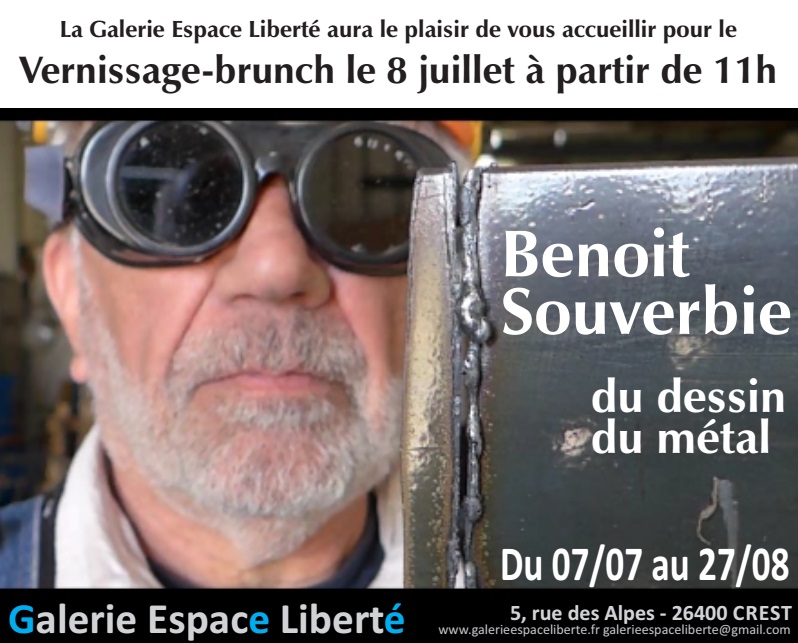 La Galerie Espace Liberté aura le plaisir de vous accueillir pour le
Vernissage-brunch le 8 juillet à partir de 11h
Benoit
Souverbie
du dessin
du métal
Du 07/07 au 27/08
Galerie Espace Liberté
5, rue des Alpes - 26400 CREST
www.galerieespaceliberte.fr galerieespaceliberte@gmail.com